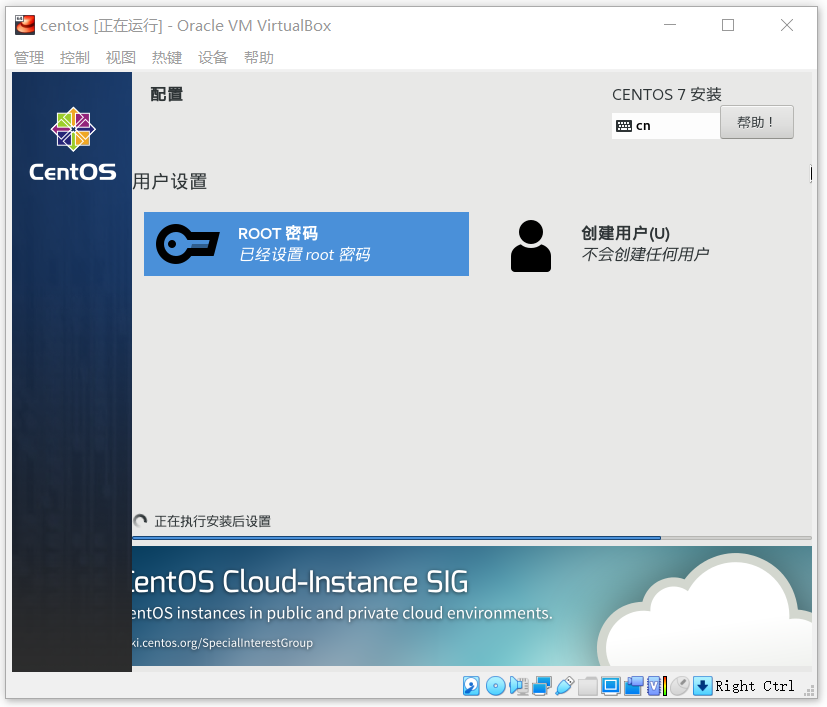 centos [正在运行] - Oracle VM VirtualBox
管理 控制 视图 热键 设备 帮助
CentOS
配置
CENTOS 7 安装
cn
帮助！
用户设置
ROOT 密码
已经设置 root 密码
创建用户(U)
不会创建任何用户
正在执行安装后设置
entOS Cloud-Instance SIG
entOS instances in public and private cloud environments.
ki.centos.org/SpecialInterestGroup
Right Ctrl